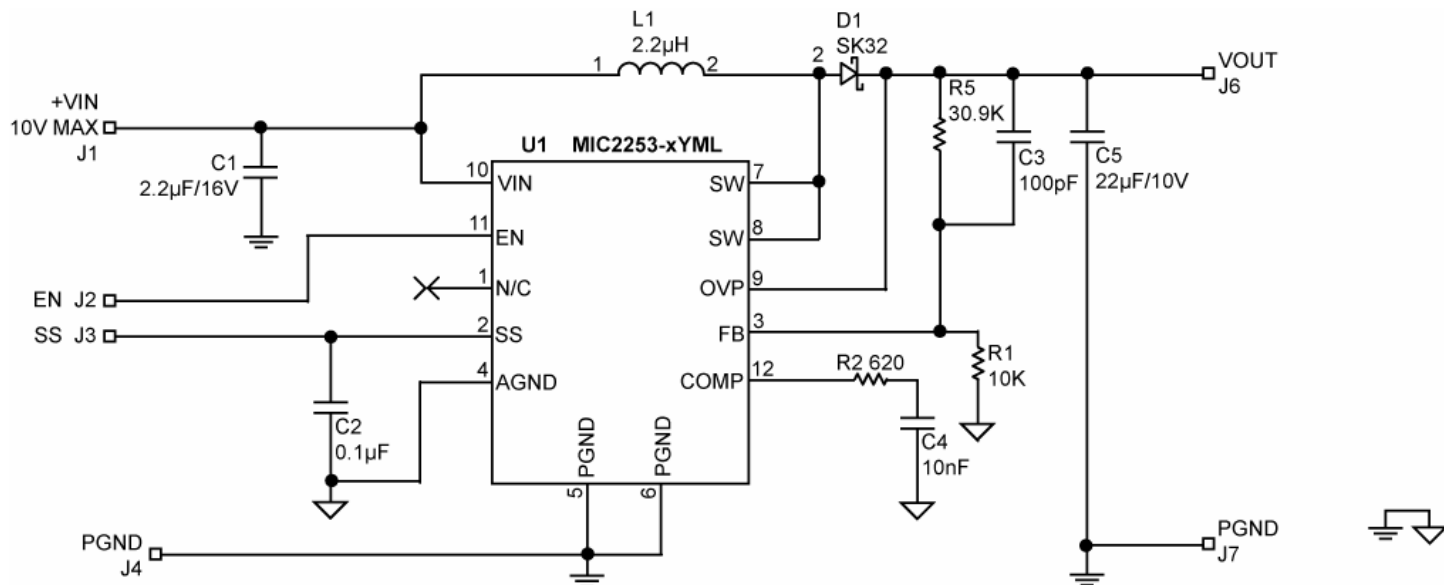 L1
2.2µH
1
2
D1
SK32
2
VOUT
J6
+VIN
10V MAX
J1
C1
2.2µF/16V
U1 MIC2253-xYML
R5
30.9K
C3
100pF
C5
22µF/10V
10
VIN
SW
7
11
EN
SW
8
1
N/C
OVP
9
EN J2
SS J3
2
SS
FB
3
R1
10K
4
AGND
COMP
12
R2 620
C2
0.1µF
C4
10nF
PGND
PGND
5
6
PGND
J4
PGND
J7